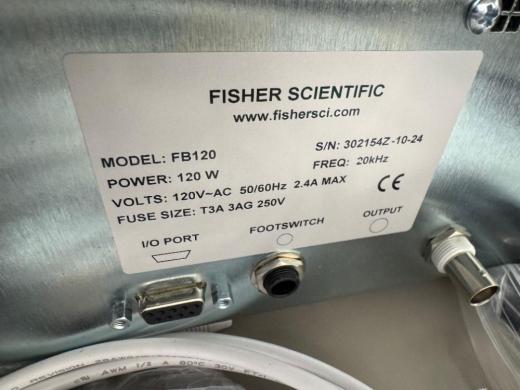 FISHER SCIENTIFIC
www.fishersci.com
S/N: 302154Z-10-24
MODEL: FB120
FREQ: 20kHz
POWER: 120 W
VOLTS: 120V~AC 50/60Hz 2.4A MAX
CE
FUSE SIZE: T3A 3AG 250V
I/O PORT
FOOTSWITCH
OUTPUT
AWM